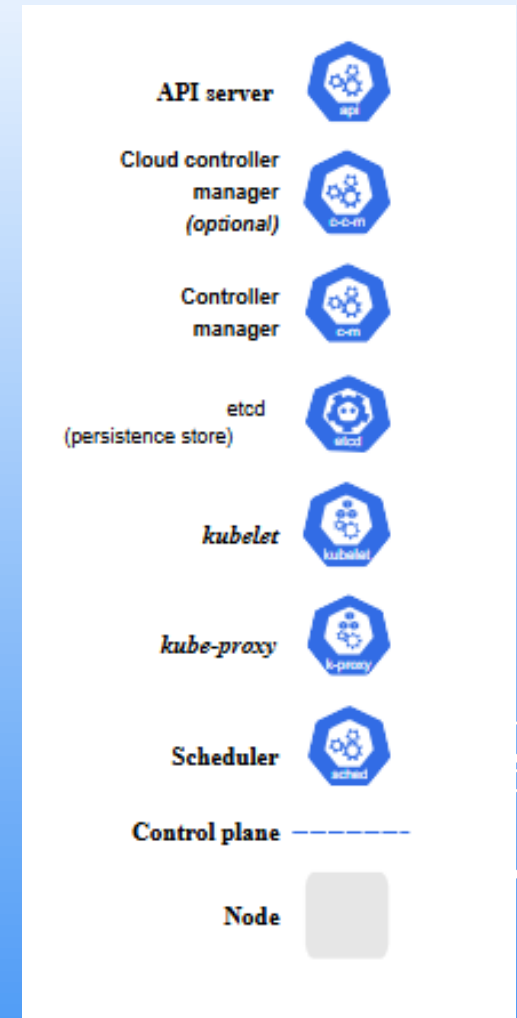 API server
api
Cloud controller
manager
(optional)
c-c-m
Controller
manager
c-m
etcd
(persistence store)
etcd
kubelet
kubelet
kube-proxy
k-proxy
Scheduler
sched
Control plane
Node